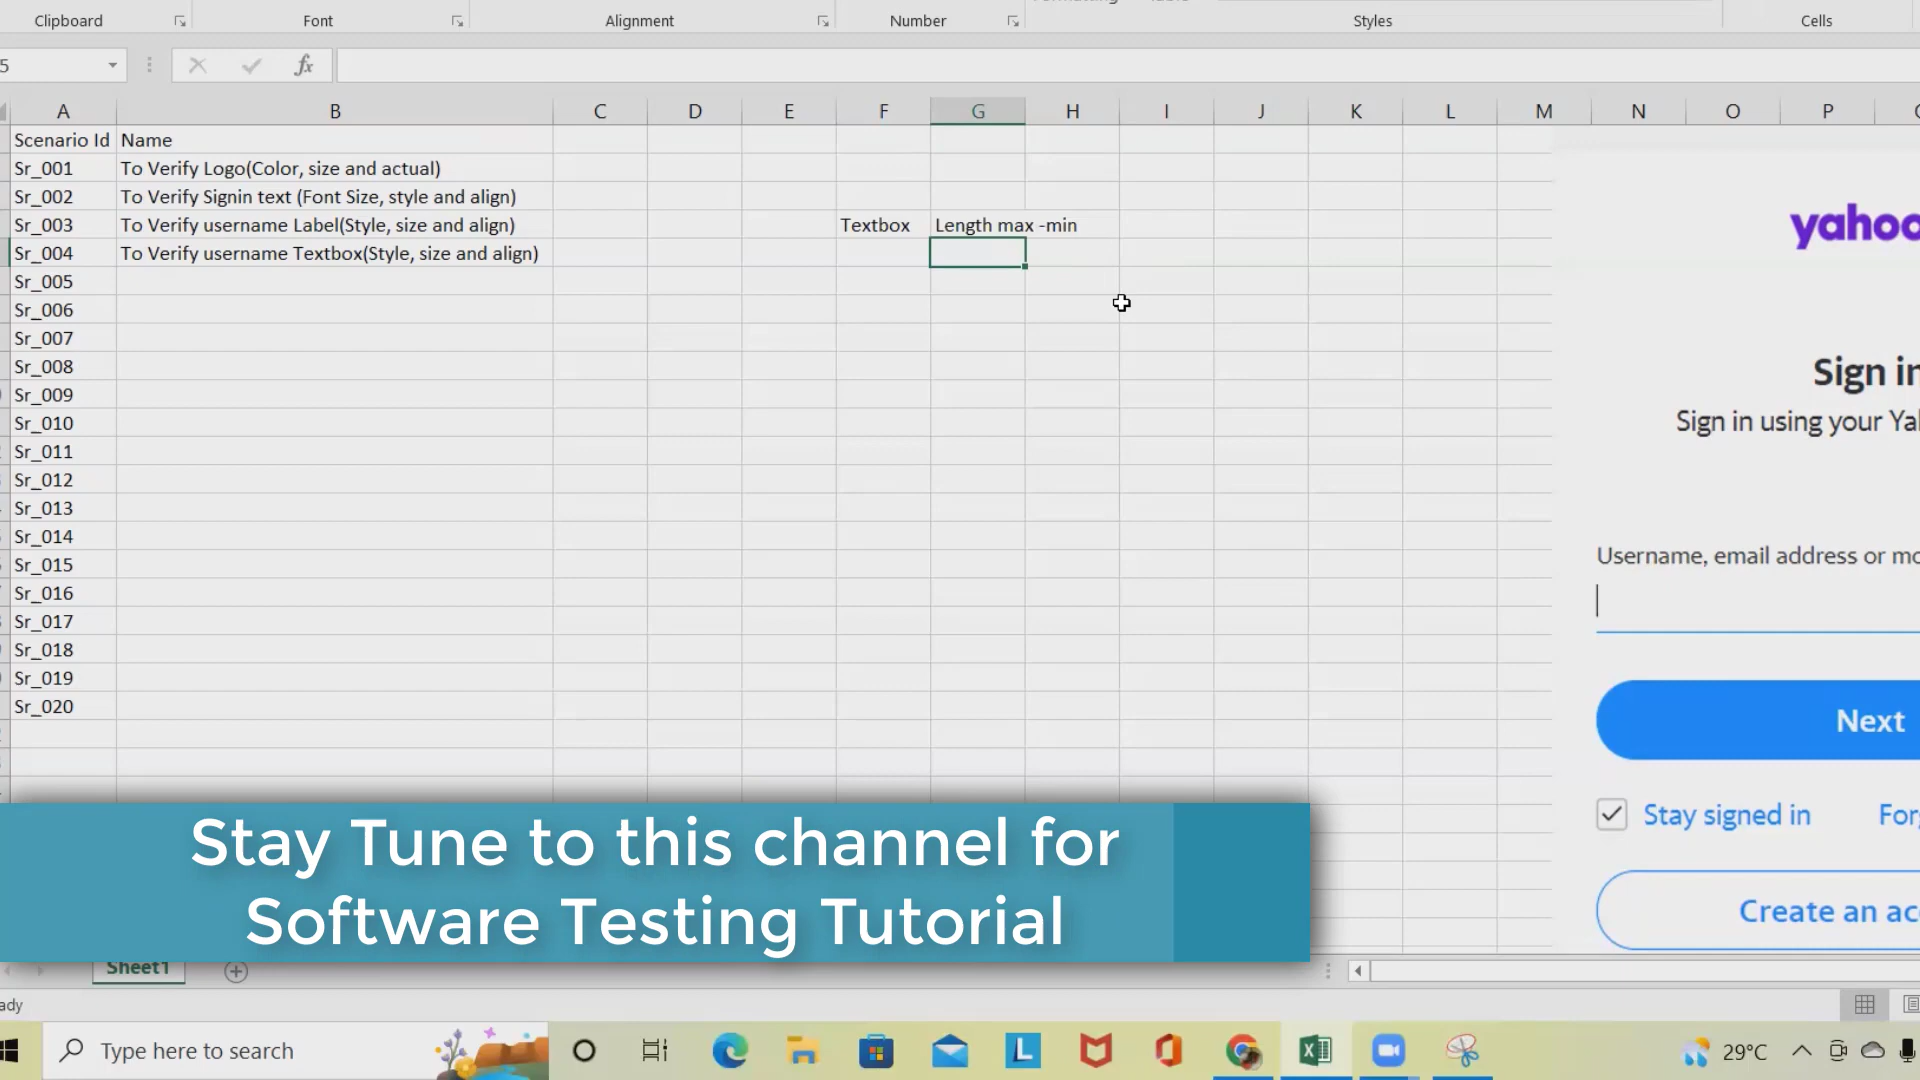 Clipboard Font Alignment Number Styles Cells
5 fx
A B C D E F G H I J K L M N O P
Scenario Id Name
Sr_001 To Verify Logo(Color, size and actual)
Sr_002 To Verify Signin text (Font Size, style and align)
Sr_003 To Verify username Label(Style, size and align) Textbox Length max -min
Sr_004 To Verify username Textbox(Style, size and align)
Sr_005
Sr_006
Sr_007
Sr_008
Sr_009
Sr_010
Sr_011
Sr_012
Sr_013
Sr_014
Sr_015
Sr_016
Sr_017
Sr_018
Sr_019
Sr_020
yahoo
Sign in
Sign in using your Yah
Username, email address or mo
Next
Stay signed in Forg
Create an acc
Stay Tune to this channel for
Software Testing Tutorial
Sheet1
ady
Type here to search
29°C